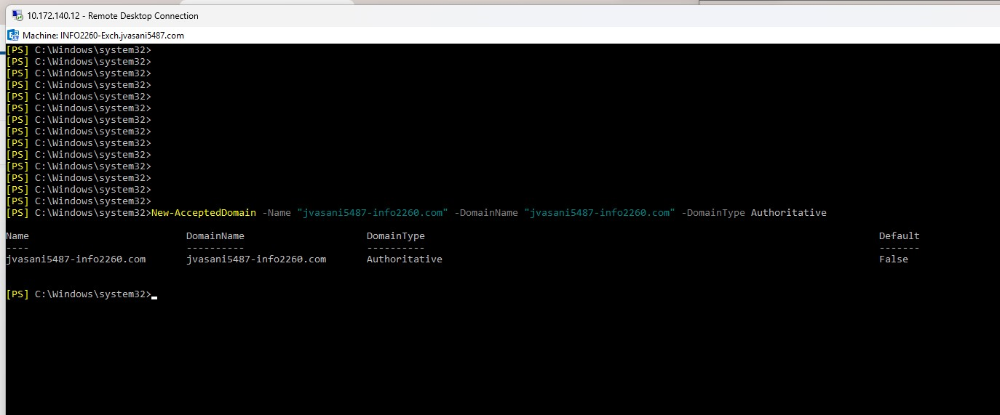 10.172.140.12 - Remote Desktop Connection
Machine: INFO2260-Exch.jvasani5487.com
[PS] C:\Windows\system32>
[PS] C:\Windows\system32>
[PS] C:\Windows\system32>
[PS] C:\Windows\system32>
[PS] C:\Windows\system32>
[PS] C:\Windows\system32>
[PS] C:\Windows\system32>
[PS] C:\Windows\system32>
[PS] C:\Windows\system32>
[PS] C:\Windows\system32>
[PS] C:\Windows\system32>
[PS] C:\Windows\system32>
[PS] C:\Windows\system32>
[PS] C:\Windows\system32>
[PS] C:\Windows\system32>New-AcceptedDomain -Name "jvasani5487-info2260.com" -DomainName "jvasani5487-info2260.com" -DomainType Authoritative
Name DomainName DomainType Default
---- ---------- ---------- -------
jvasani5487-info2260.com jvasani5487-info2260.com Authoritative False
[PS] C:\Windows\system32>